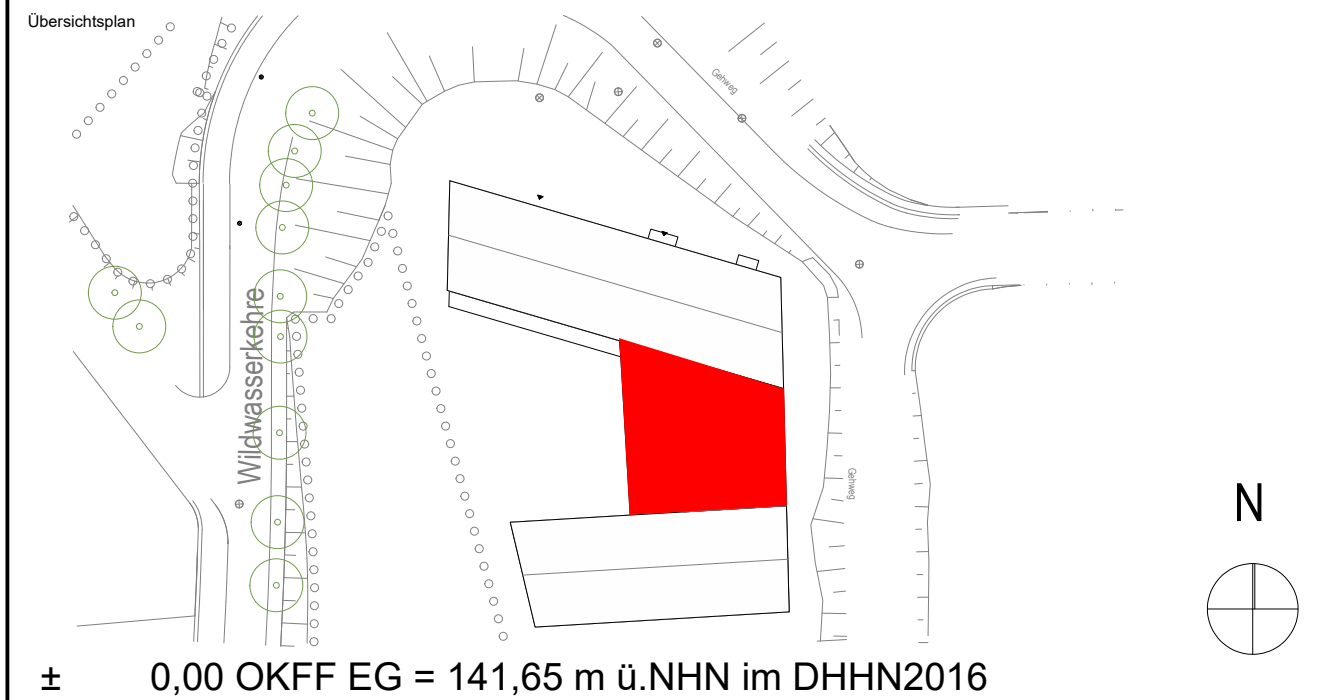 Übersichtsplan
Gehweg
Wildwasserkehre
Gehweg
N
± 0,00 OKFF EG = 141,65 m ü.NHN im DHHN2016